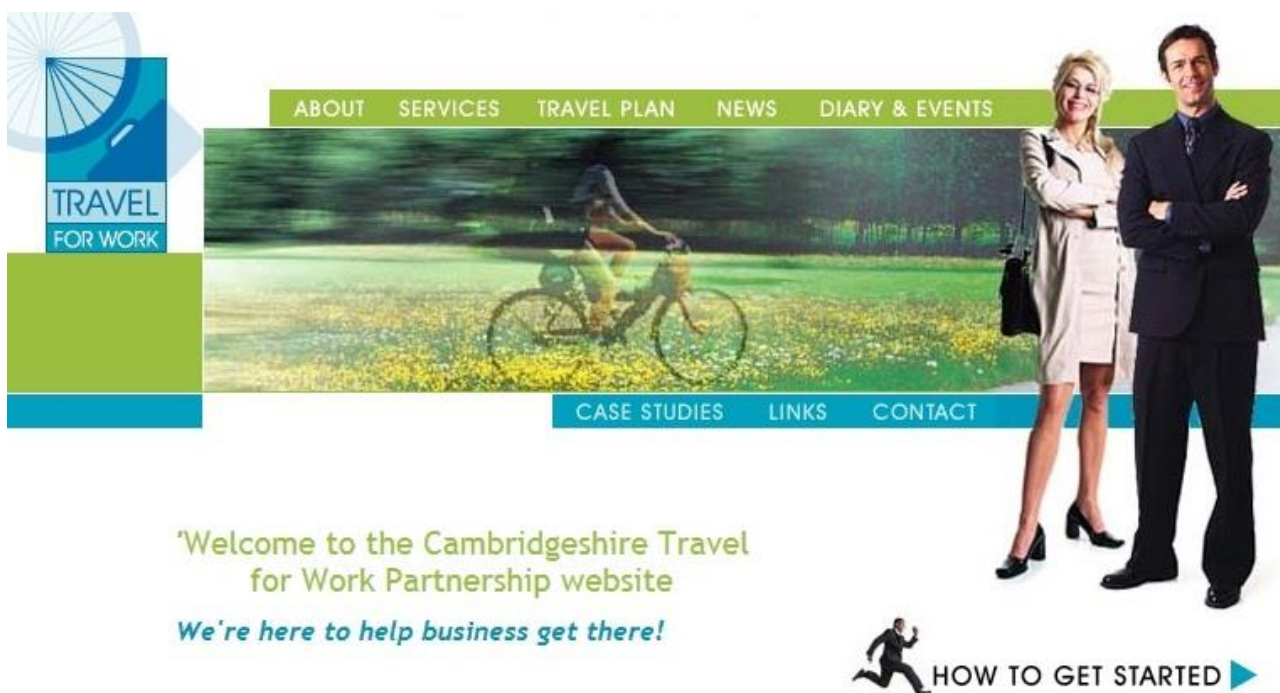 TRAVEL
FOR WORK
ABOUT SERVICES TRAVEL PLAN NEWS DIARY & EVENTS
CASE STUDIES LINKS CONTACT
'Welcome to the Cambridgeshire Travel
for Work Partnership website
We're here to help business get there!
HOW TO GET STARTED